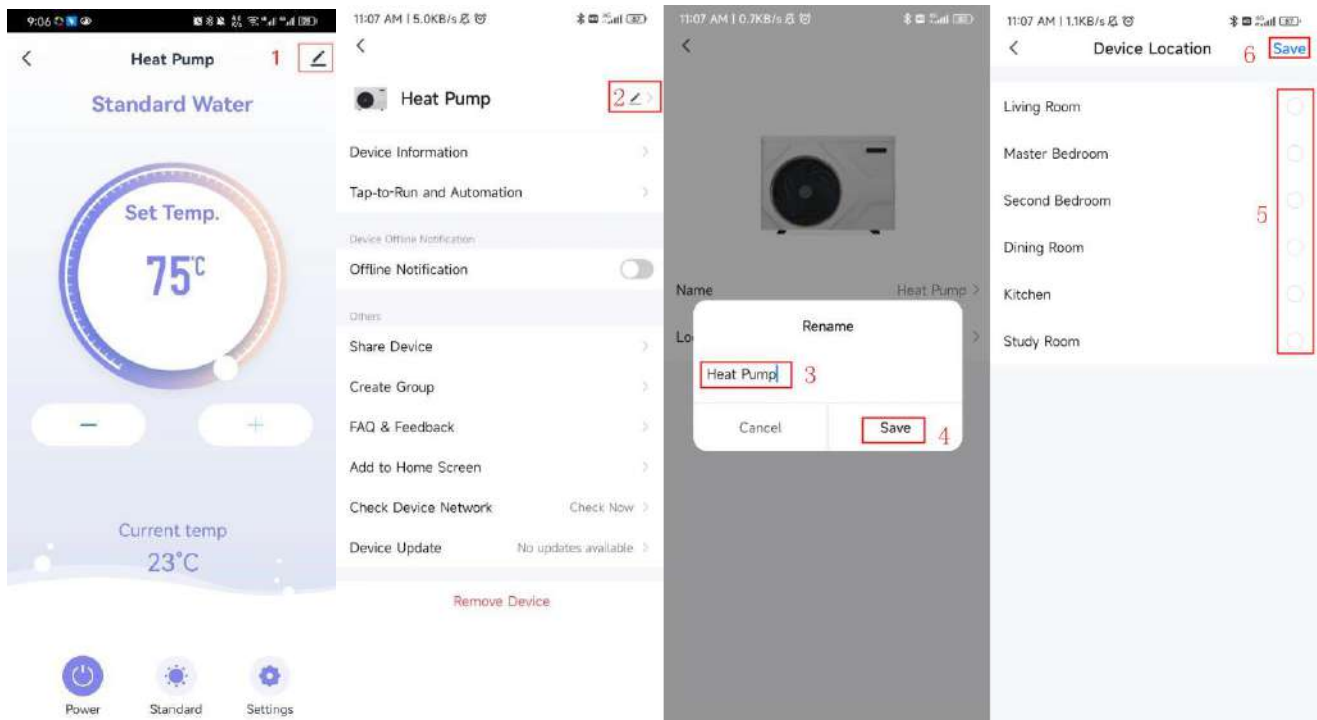 9:06
Heat Pump 1
Standard Water
Set Temp.
75°C
Current temp
23°C
Power Standard Settings
11:07 AM | 5.0KB/s
Heat Pump 2
Device Information
Tap-to-Run and Automation
Device Offline Notification
Offline Notification
Others
Share Device
Create Group
FAQ & Feedback
Add to Home Screen
Check Device Network Check Now
Device Update No updates available
Remove Device
11:07 AM | 0.7KB/s
Name Heat Pump
Lo
Rename
Heat Pump 3
Cancel Save 4
11:07 AM | 1.1KB/s
Device Location 6 Save
Living Room
Master Bedroom
Second Bedroom
5
Dining Room
Kitchen
Study Room